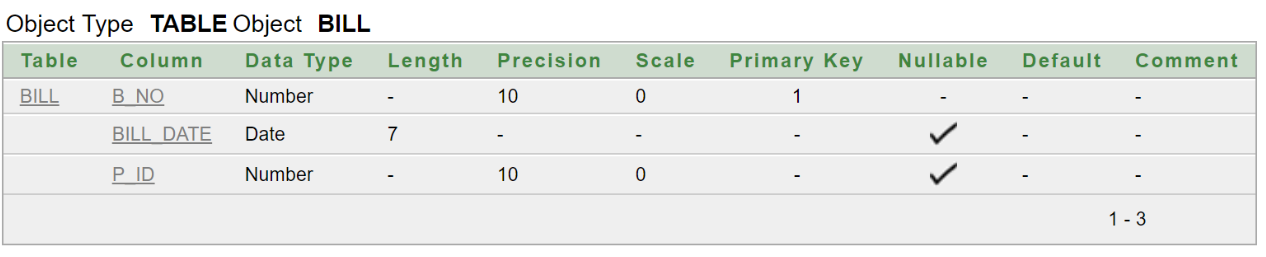 Object Type TABLE Object BILL
Table Column Data Type Length Precision Scale Primary Key Nullable Default Comment
BILL B_NO Number - 10 0 1 - - -
BILL_DATE Date 7 - - - ✓ - -
P_ID Number - 10 0 - ✓ - -
1 - 3